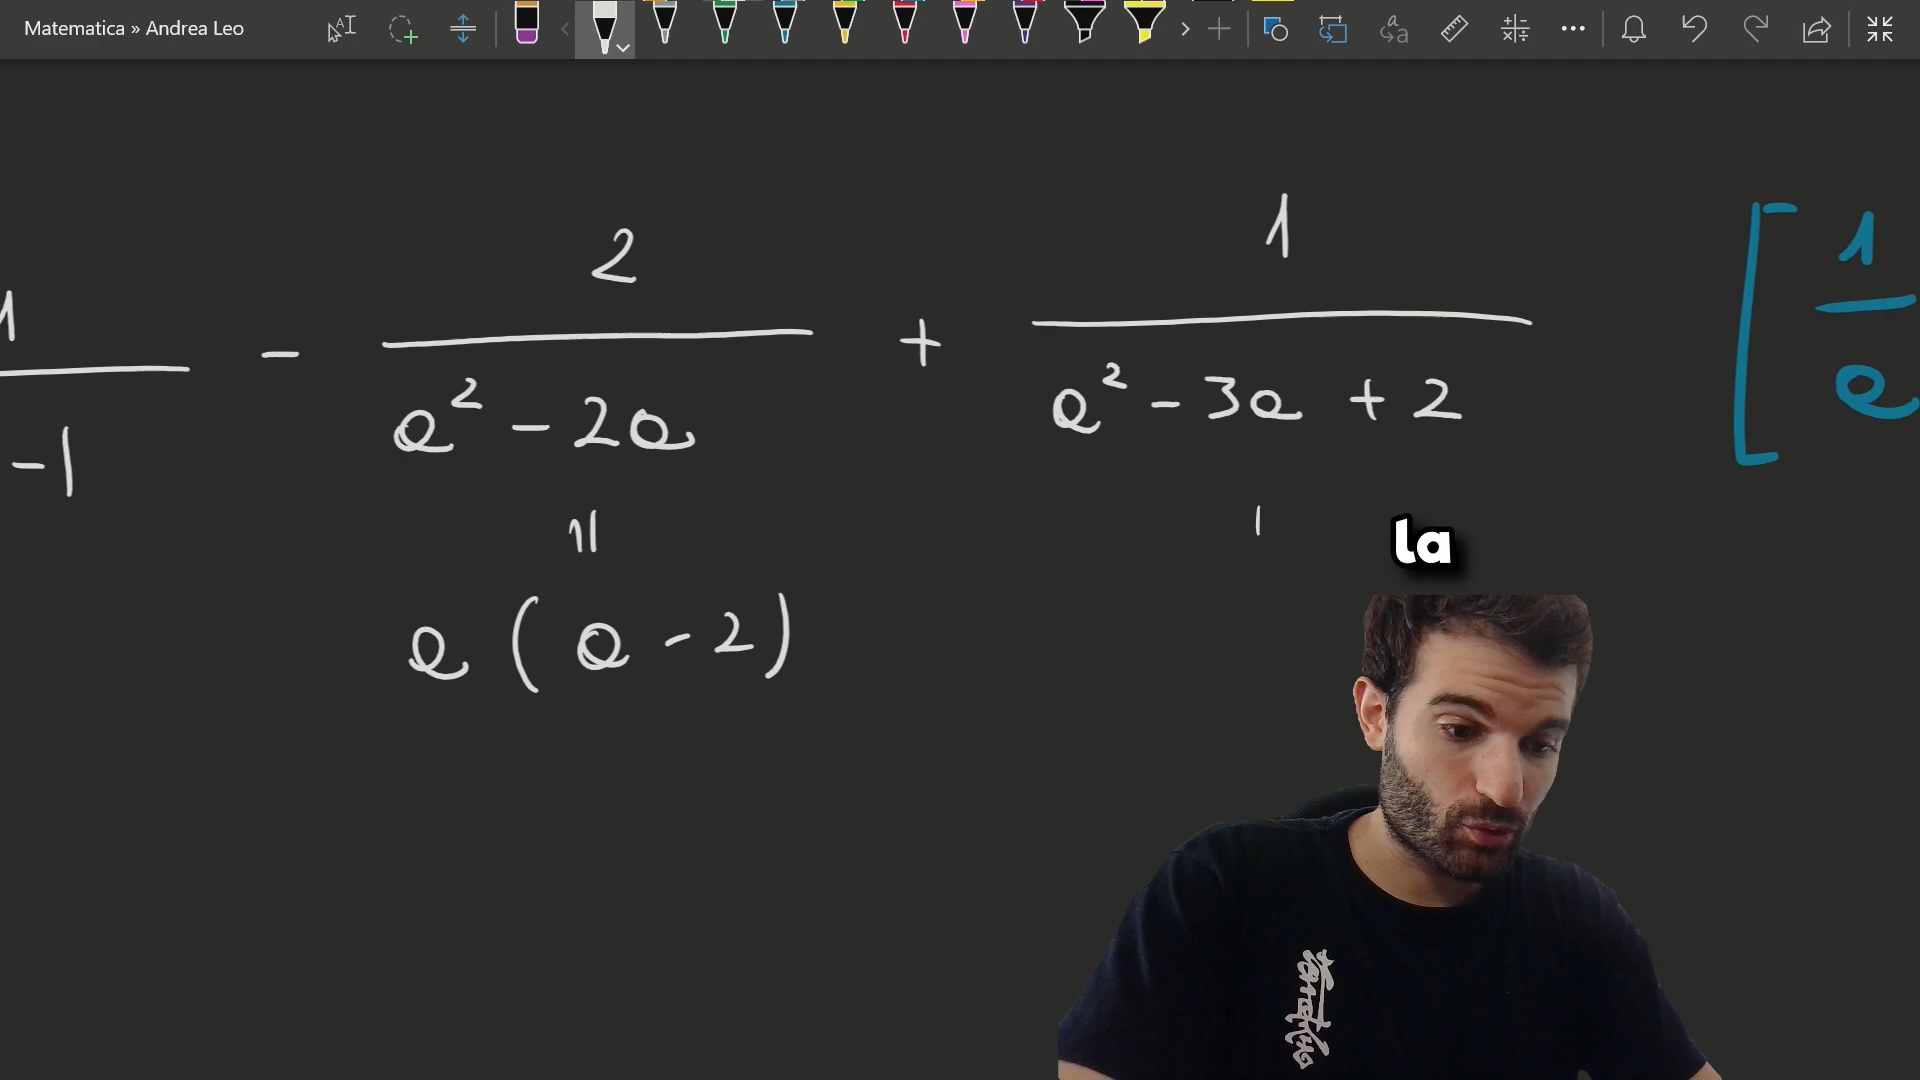 Matematica » Andrea Leo
1 / -1 - 2 / a² - 2a + 1 / a² - 3a + 2 [ 1 / a
la
a ( a - 2 )